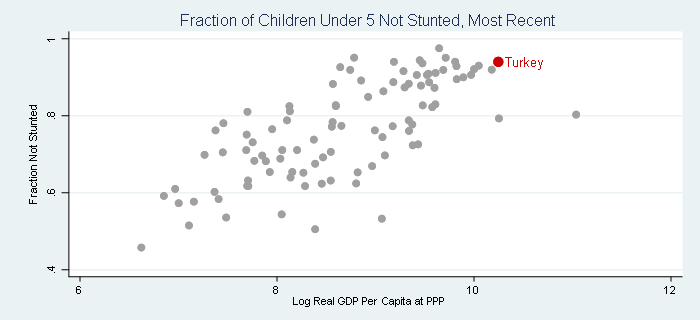 Fraction of Children Under 5 Not Stunted, Most Recent
1
.8
.6
.4
Fraction Not Stunted
Turkey
6
8
10
12
Log Real GDP Per Capita at PPP